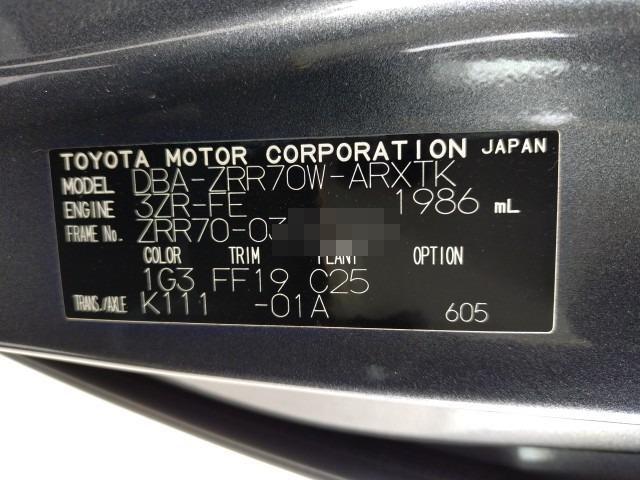 TOYOTA MOTOR CORPORATION JAPAN
MODEL DBA-ZRR70W-ARXTK
ENGINE 3ZR-FE 1986 mL
FRAME No. ZRR70-03
COLOR TRIM PLANT OPTION
1G3 FF19 C25
TRANS./AXLE K111 -01A 605